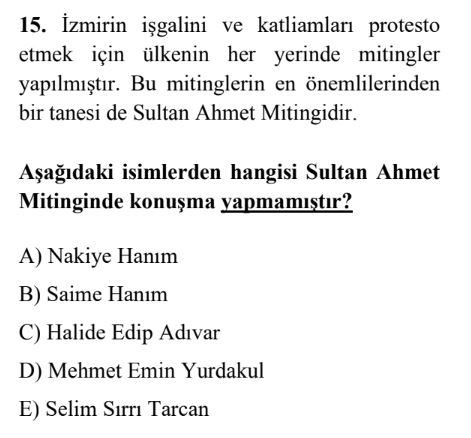 15. İzmirin işgalini ve katliamları protesto
etmek için ülkenin her yerinde mitingler
yapılmıştır. Bu mitinglerin en önemlilerinden
bir tanesi de Sultan Ahmet Mitingidir.
Aşağıdaki isimlerden hangisi Sultan Ahmet
Mitinginde konuşma yapmamıştır?
A) Nakiye Hanım
B) Saime Hanım
C) Halide Edip Adıvar
D) Mehmet Emin Yurdakul
E) Selim Sırrı Tarcan